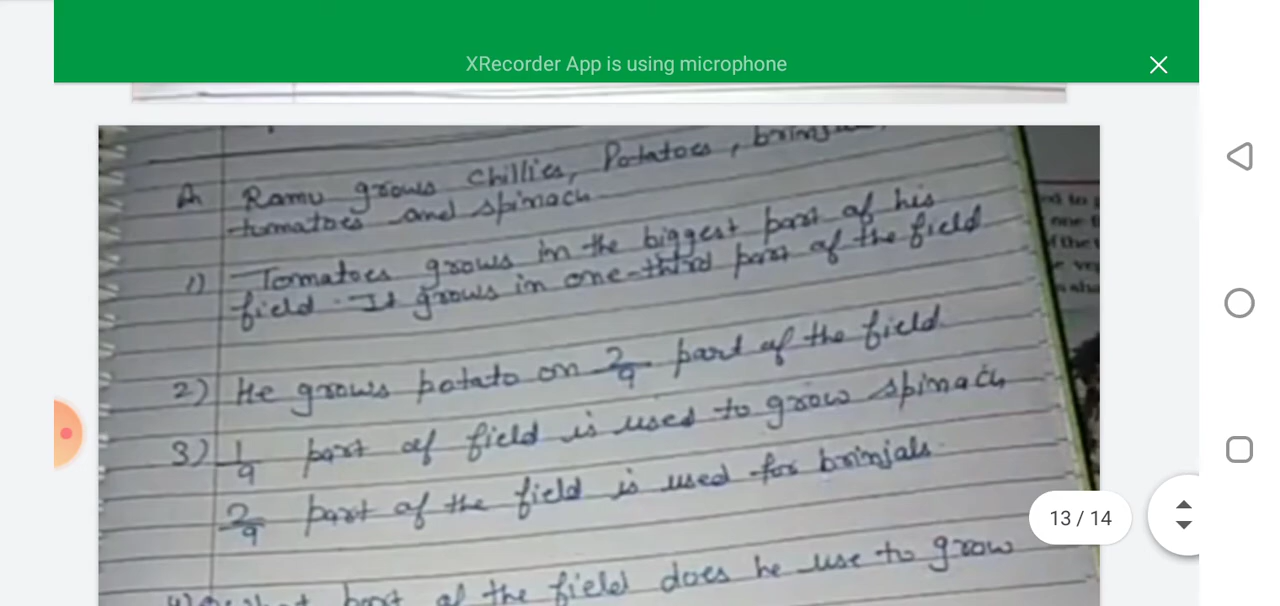 XRecorder App is using microphone
A Ramu grows chillies, Potatoes,
tomatoes and spinach
1) Tomatoes grows in the biggest part of his
field. It grows in one-third part of the field
2) He grows potato on 2/9 part of the field.
3) 1/9 part of field is used to grow spinach
2/9 part of the field is used for brinjals.
part of the field does he use to grow
13 / 14